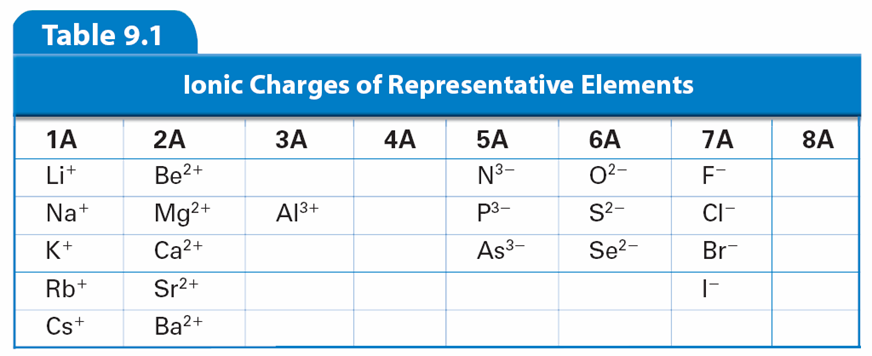 Table 9.1
Ionic Charges of Representative Elements
1A 2A 3A 4A 5A 6A 7A 8A
Li⁺ Be²⁺ N³⁻ O²⁻ F⁻
Na⁺ Mg²⁺ Al³⁺ P³⁻ S²⁻ Cl⁻
K⁺ Ca²⁺ As³⁻ Se²⁻ Br⁻
Rb⁺ Sr²⁺ I⁻
Cs⁺ Ba²⁺